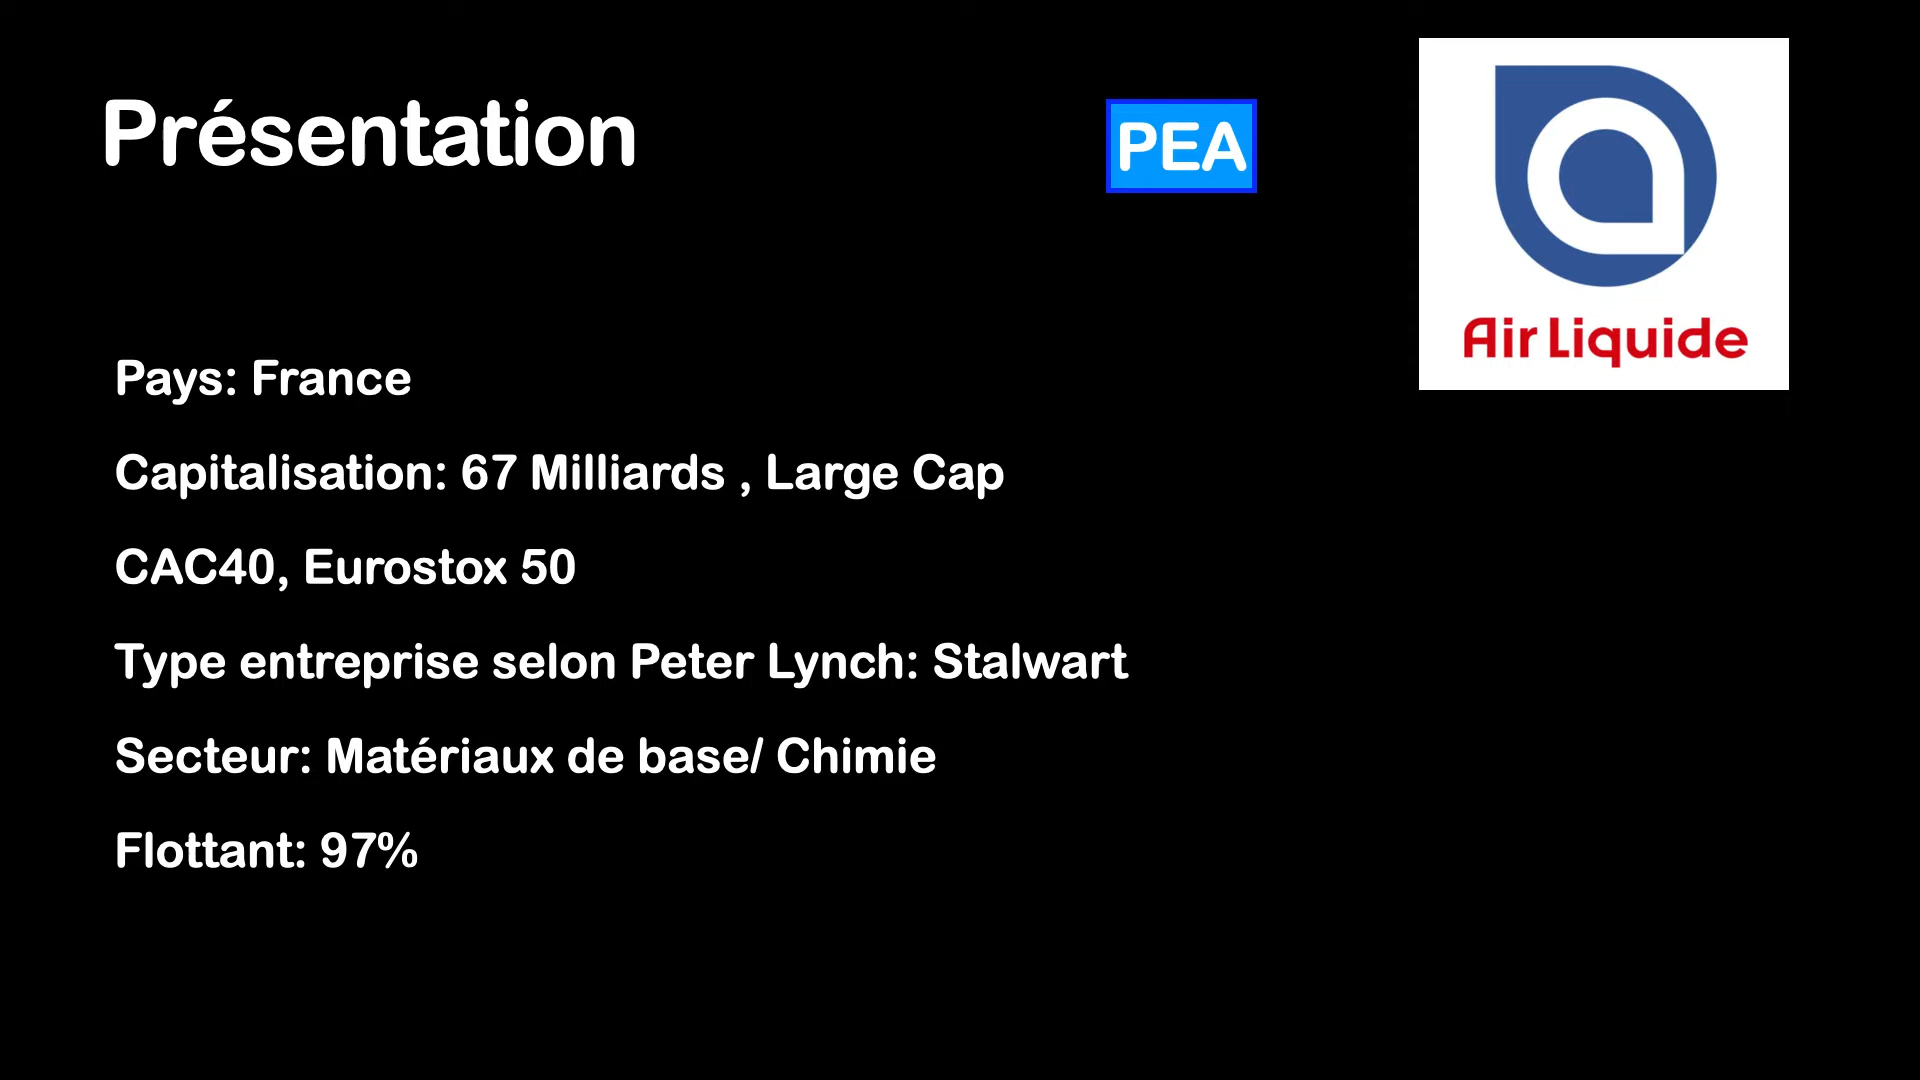 Présentation
PEA
Air Liquide
Pays: France
Capitalisation: 67 Milliards , Large Cap
CAC40, Eurostox 50
Type entreprise selon Peter Lynch: Stalwart
Secteur: Matériaux de base/ Chimie
Flottant: 97%